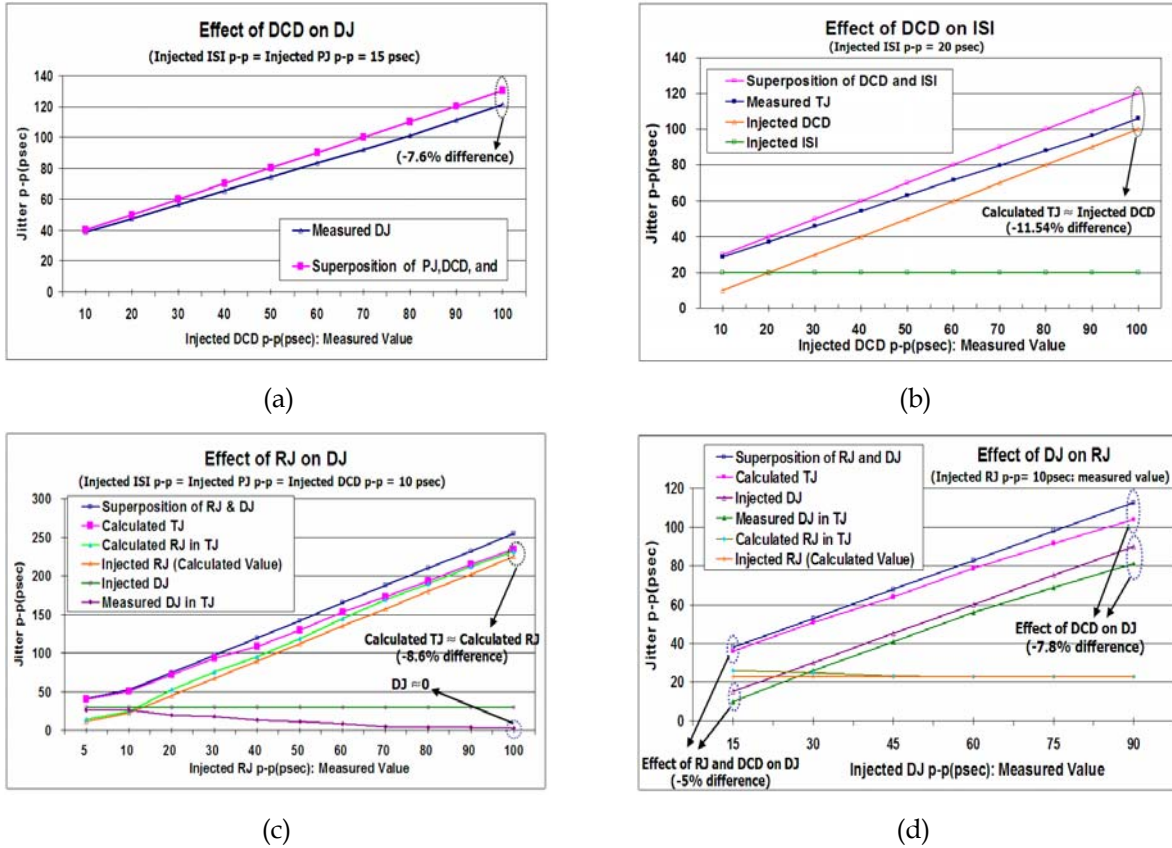 Effect of DCD on DJ
(Injected ISI p-p = Injected PJ p-p = 15 psec)
Jitter p-p(psec)
140
120
100
80
60
40
20
0
(-7.6% difference)
Measured DJ
Superposition of PJ,DCD, and
10 20 30 40 50 60 70 80 90 100
Injected DCD p-p(psec): Measured Value
(a)
Effect of DCD on ISI
(Injected ISI p-p = 20 psec)
Jitter p-p(psec)
140
120
100
80
60
40
20
0
Superposition of DCD and ISI
Measured TJ
Injected DCD
Injected ISI
Calculated TJ ≈ Injected DCD
(-11.54% difference)
10 20 30 40 50 60 70 80 90 100
Injected DCD p-p(psec): Measured Value
(b)
Effect of RJ on DJ
(Injected ISI p-p = Injected PJ p-p = Injected DCD p-p = 10 psec)
Jitter p-p(psec)
300
250
200
150
100
50
0
Superposition of RJ & DJ
Calculated TJ
Calculated RJ in TJ
Injected RJ (Calculated Value)
Injected DJ
Measured DJ in TJ
Calculated TJ ≈ Calculated RJ
(-8.6% difference)
DJ ≈0
5 10 20 30 40 50 60 70 80 90 100
Injected RJ p-p(psec): Measured Value
(c)
Effect of DJ on RJ
(Injected RJ p-p= 10psec: measured value)
Jitter p-p(psec)
120
100
80
60
40
20
0
Superposition of RJ and DJ
Calculated TJ
Injected DJ
Measured DJ in TJ
Calculated RJ in TJ
Injected RJ (Calculated Value)
Effect of DCD on DJ
(-7.8% difference)
15 30 45 60 75 90
Effect of RJ and DCD on DJ
(-5% difference)
Injected DJ p-p(psec): Measured Value
(d)